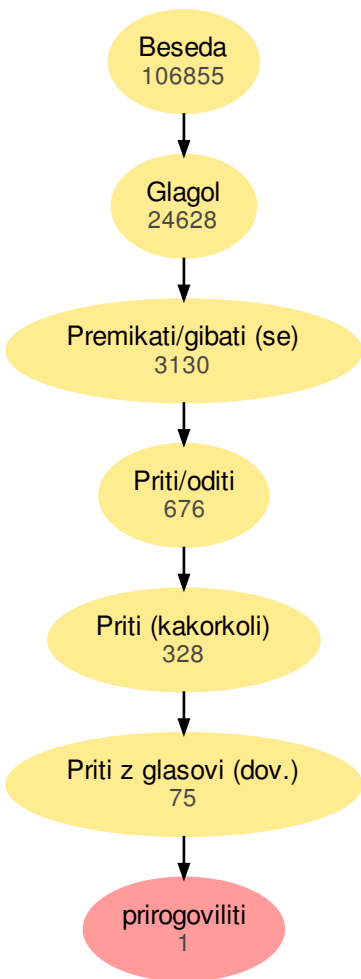 Beseda
106855
Glagol
24628
Premikati/gibati (se)
3130
Priti/oditi
676
Priti (kakorkoli)
328
Priti z glasovi (dov.)
75
prirogoviliti
1